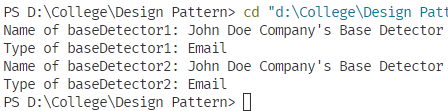 PS D:\College\Design Pattern> cd "d:\College\Design Pat
Name of baseDetector1: John Doe Company's Base Detector
Type of baseDetector1: Email
Name of baseDetector2: John Doe Company's Base Detector
Type of baseDetector2: Email
PS D:\College\Design Pattern>